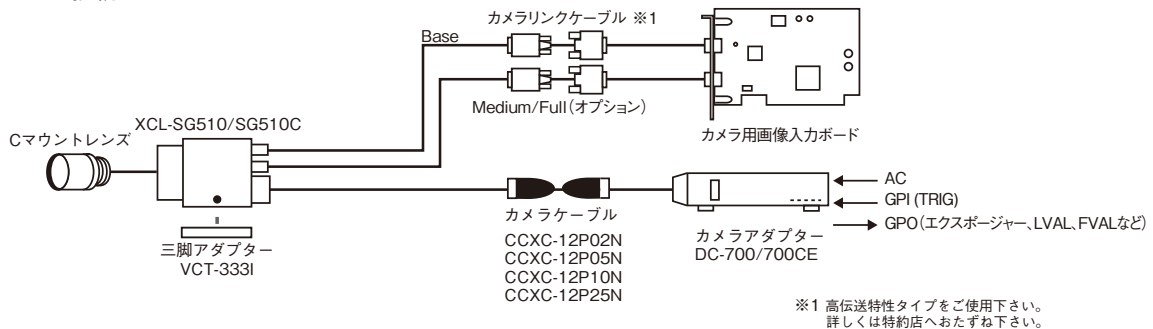 カメラリンクケーブル ※1
Base
Medium/Full(オプション)
カメラ用画像入力ボード
XCL-SG510/SG510C
Cマウントレンズ
三脚アダプター
VCT-333I
カメラケーブル
CCXC-12P02N
CCXC-12P05N
CCXC-12P10N
CCXC-12P25N
カメラアダプター
DC-700/700CE
AC
GPI (TRIG)
GPO(エクスポージャー、LVAL、FVALなど)
※1 高伝送特性タイプをご使用下さい。
詳しくは特約店へおたずね下さい。